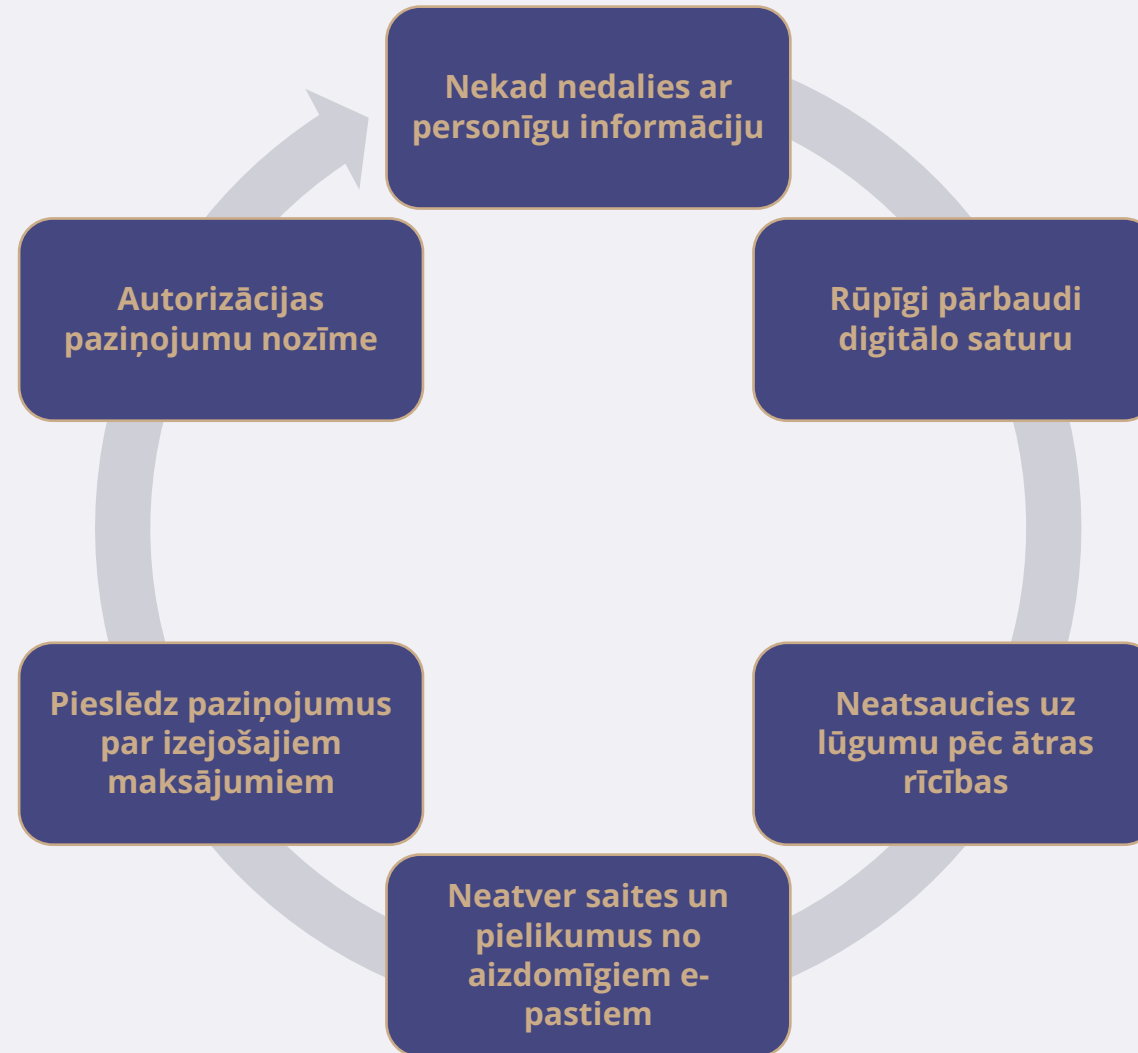 Nekad nedalies ar
personīgu informāciju
Rūpīgi pārbaudi
digitālo saturu
Neatsaucies uz
lūgumu pēc ātras
rīcības
Neatver saites un
pielikumus no
aizdomīgiem e-
pastiem
Pieslēdz paziņojumus
par izejošajiem
maksājumiem
Autorizācijas
paziņojumu nozīme